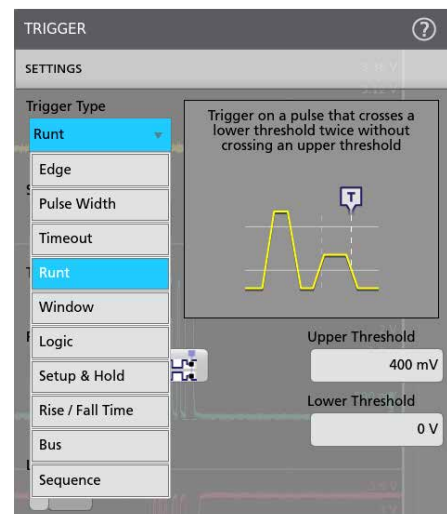 TRIGGER
?
SETTINGS
Trigger Type
Runt
Edge
Pulse Width
Timeout
Runt
Window
Logic
Setup & Hold
Rise / Fall Time
Bus
Sequence
Trigger on a pulse that crosses a
lower threshold twice without
crossing an upper threshold
T
Upper Threshold
400 mV
Lower Threshold
0 V